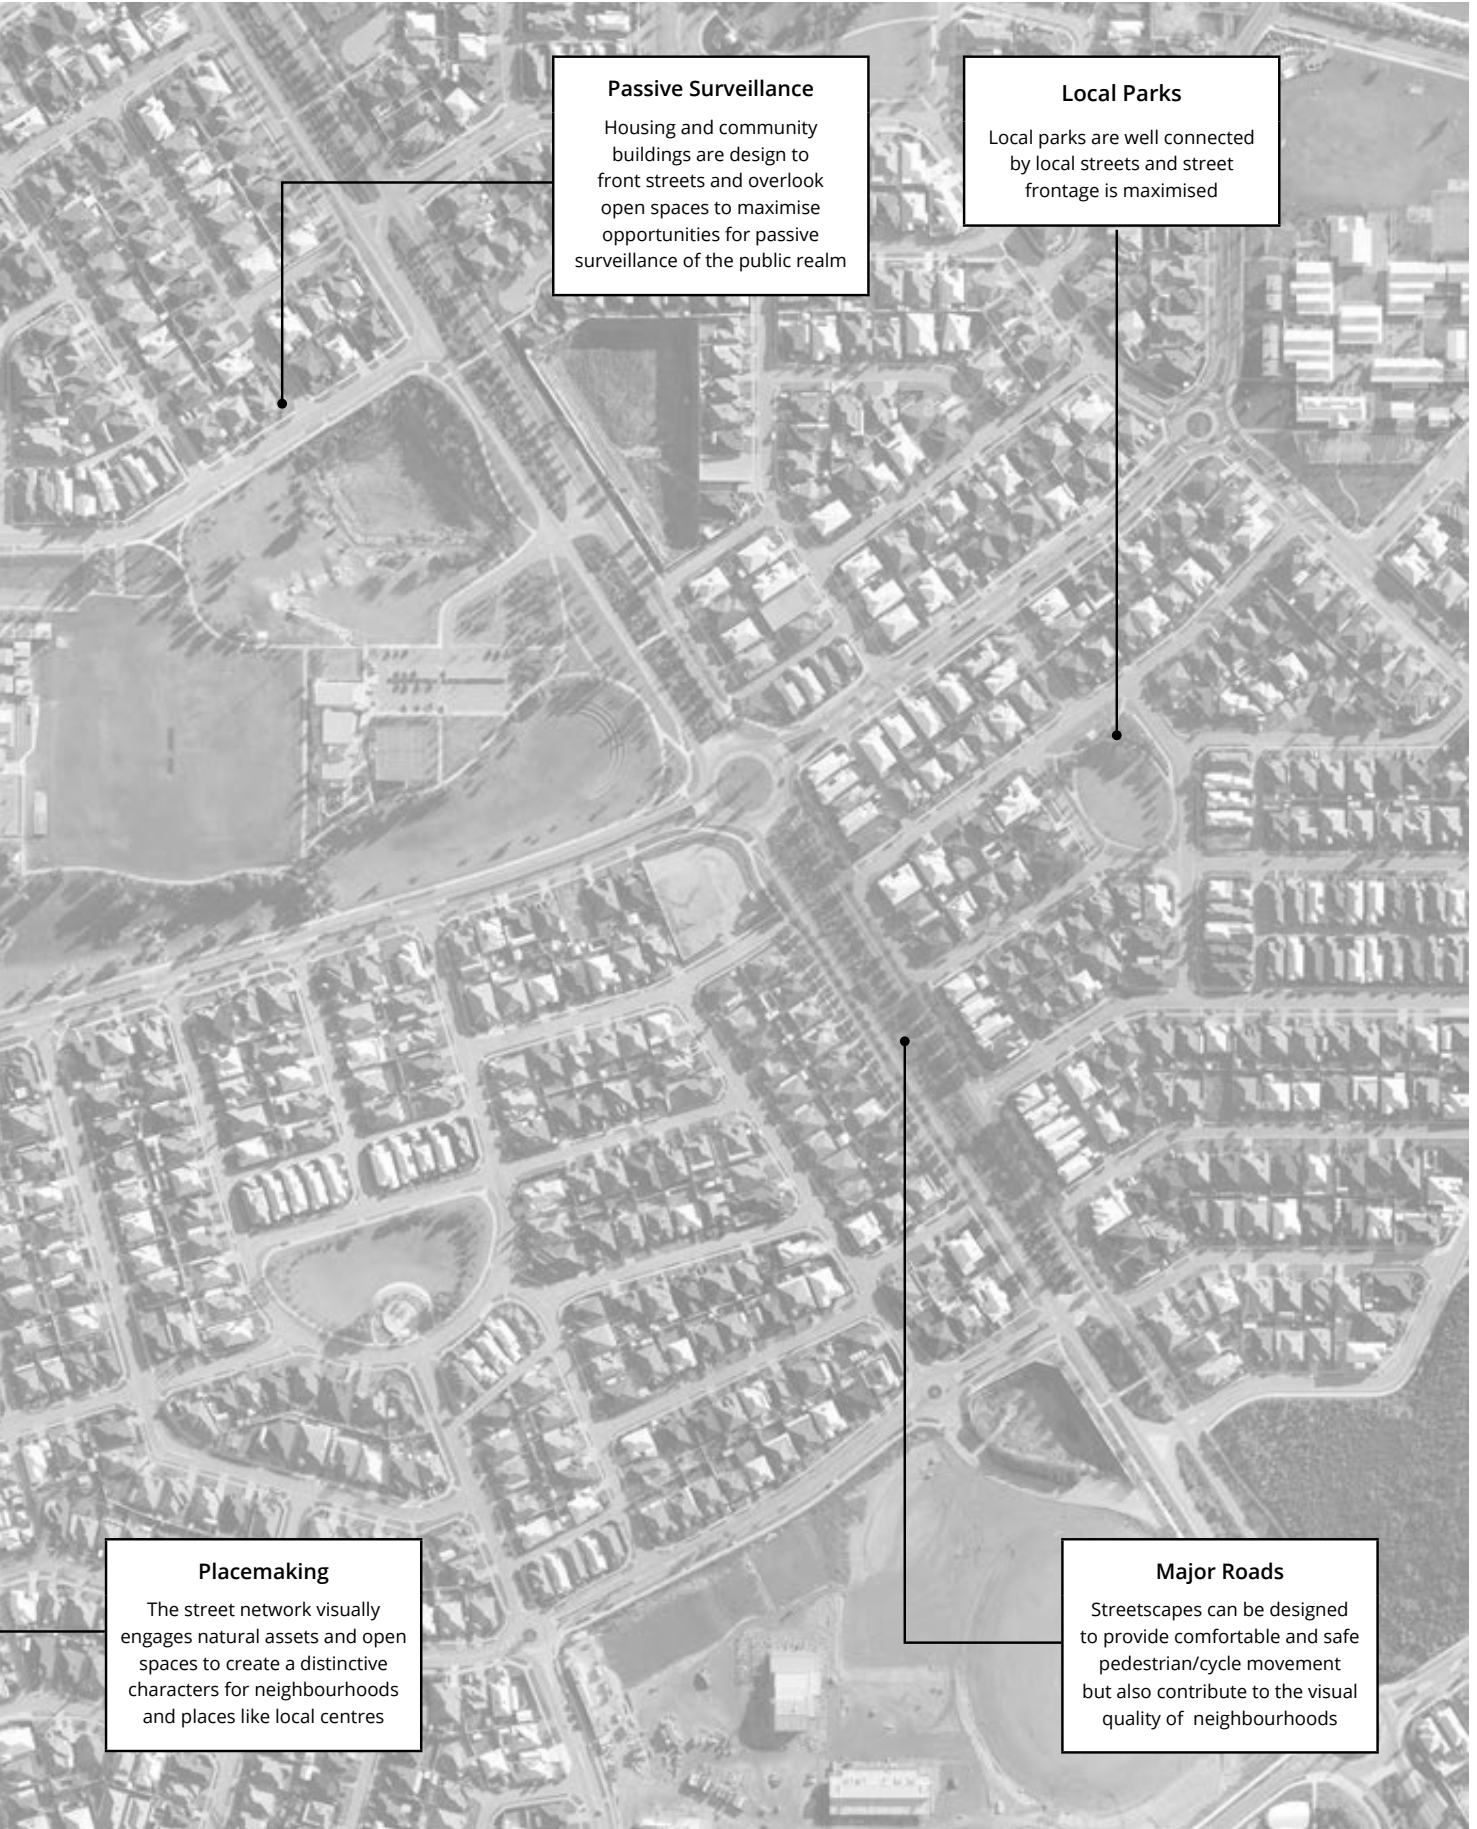 Passive Surveillance
Housing and community
buildings are design to
front streets and overlook
open spaces to maximise
opportunities for passive
surveillance of the public realm
Local Parks
Local parks are well connected
by local streets and street
frontage is maximised
Placemaking
The street network visually
engages natural assets and open
spaces to create a distinctive
characters for neighbourhoods
and places like local centres
Major Roads
Streetscapes can be designed
to provide comfortable and safe
pedestrian/cycle movement
but also contribute to the visual
quality of  neighbourhoods